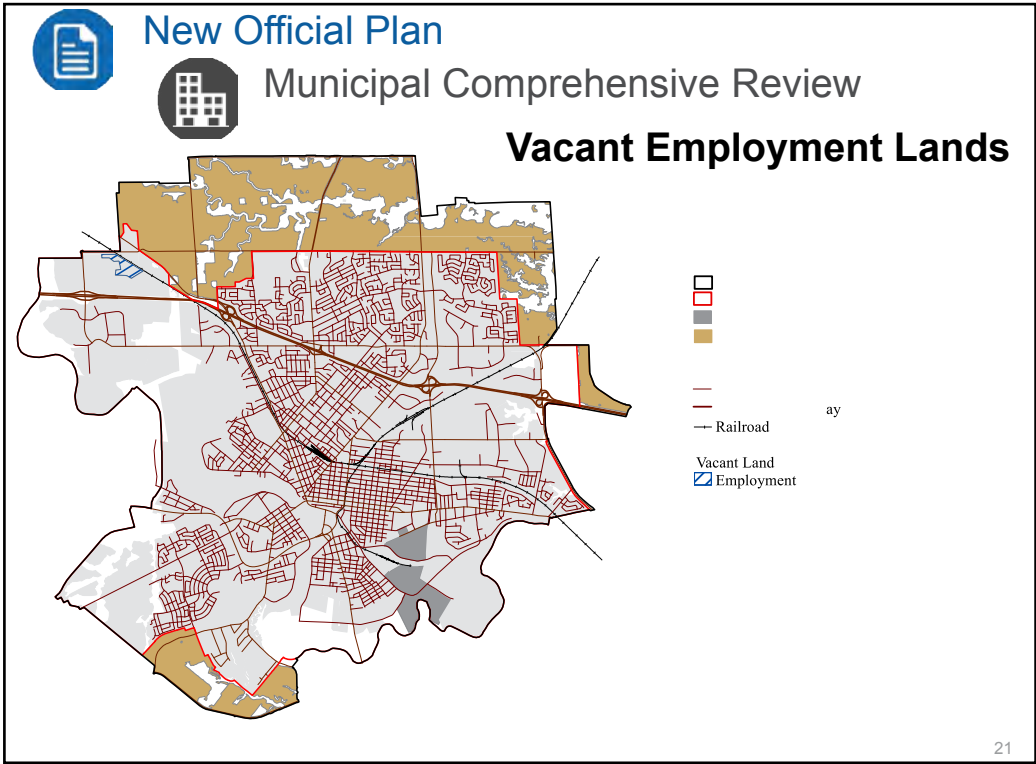 New Official Plan
Municipal Comprehensive Review
Vacant Employment Lands
ay
Railroad
Vacant Land
Employment
21